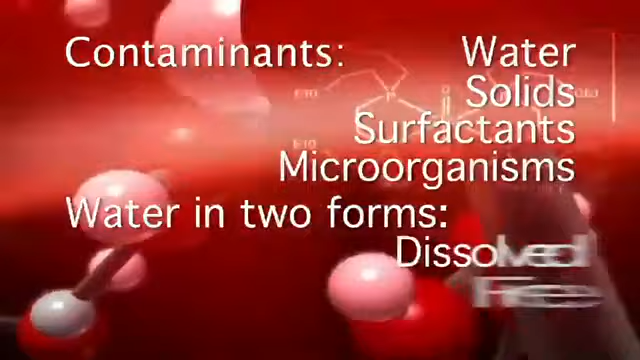 Contaminants: Water
Solids
Surfactants
Microorganisms
Water in two forms:
Dissolved
Free